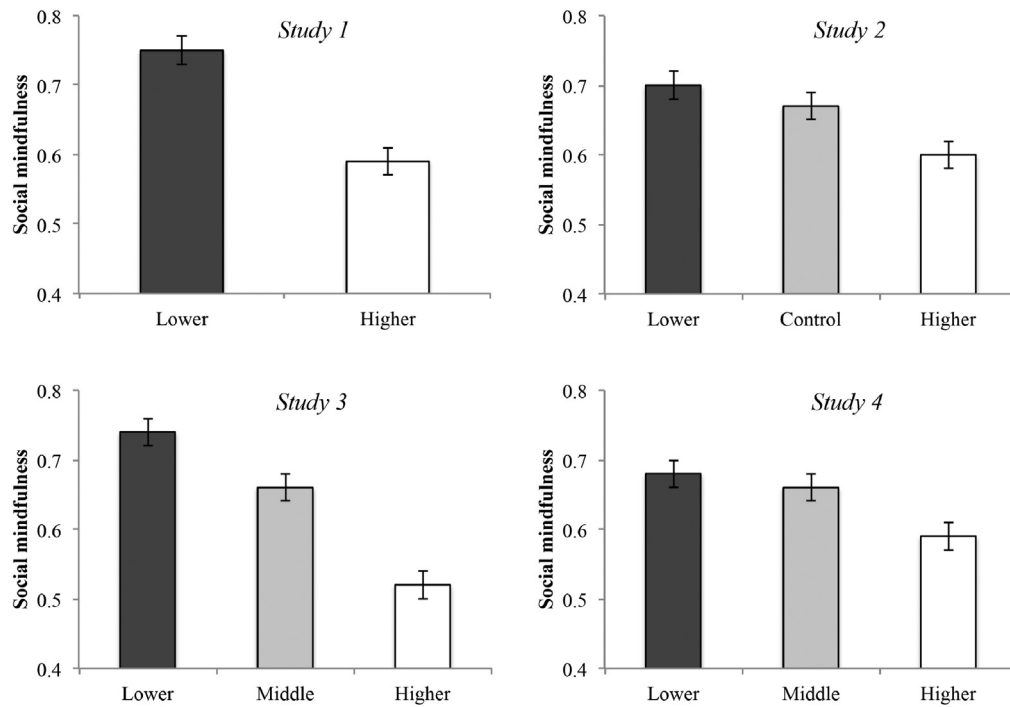 Study 1
Social mindfulness
0.8
0.7
0.6
0.5
0.4
Lower Higher
Study 2
Social mindfulness
0.8
0.7
0.6
0.5
0.4
Lower Control Higher
Study 3
Social mindfulness
0.8
0.7
0.6
0.5
0.4
Lower Middle Higher
Study 4
Social mindfulness
0.8
0.7
0.6
0.5
0.4
Lower Middle Higher